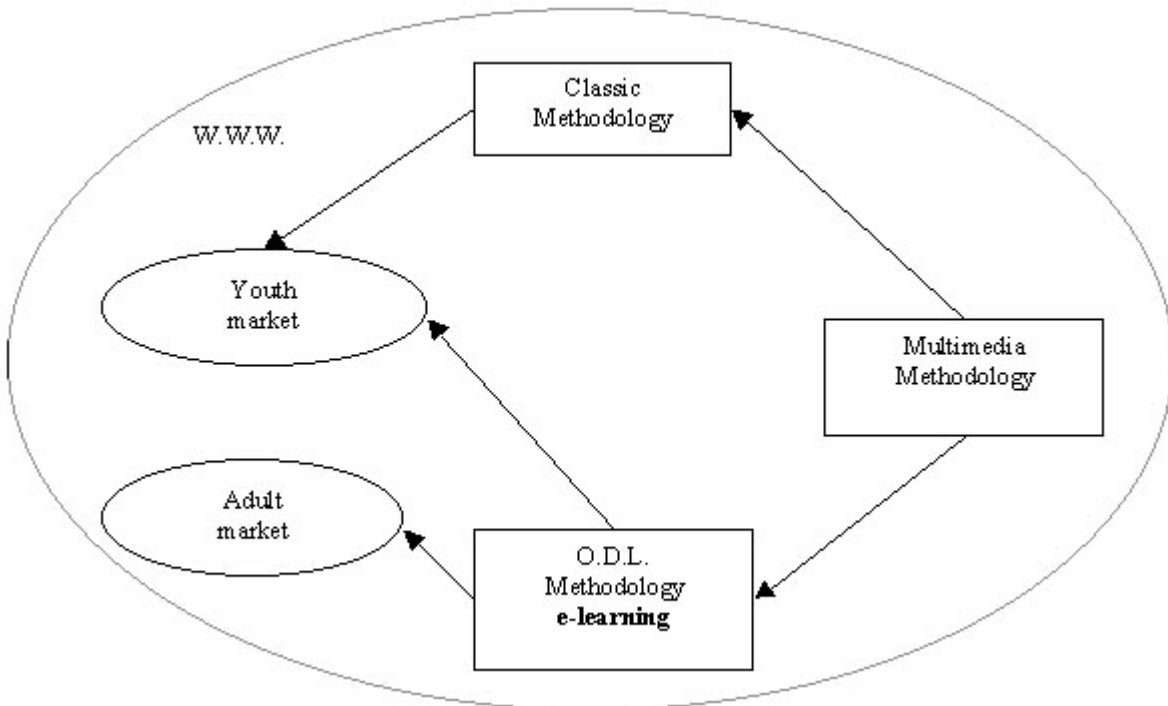 Classic
Methodology
W.W.W.
Youth
market
Multimedia
Methodology
Adult
market
O.D.L.
Methodology
e-learning